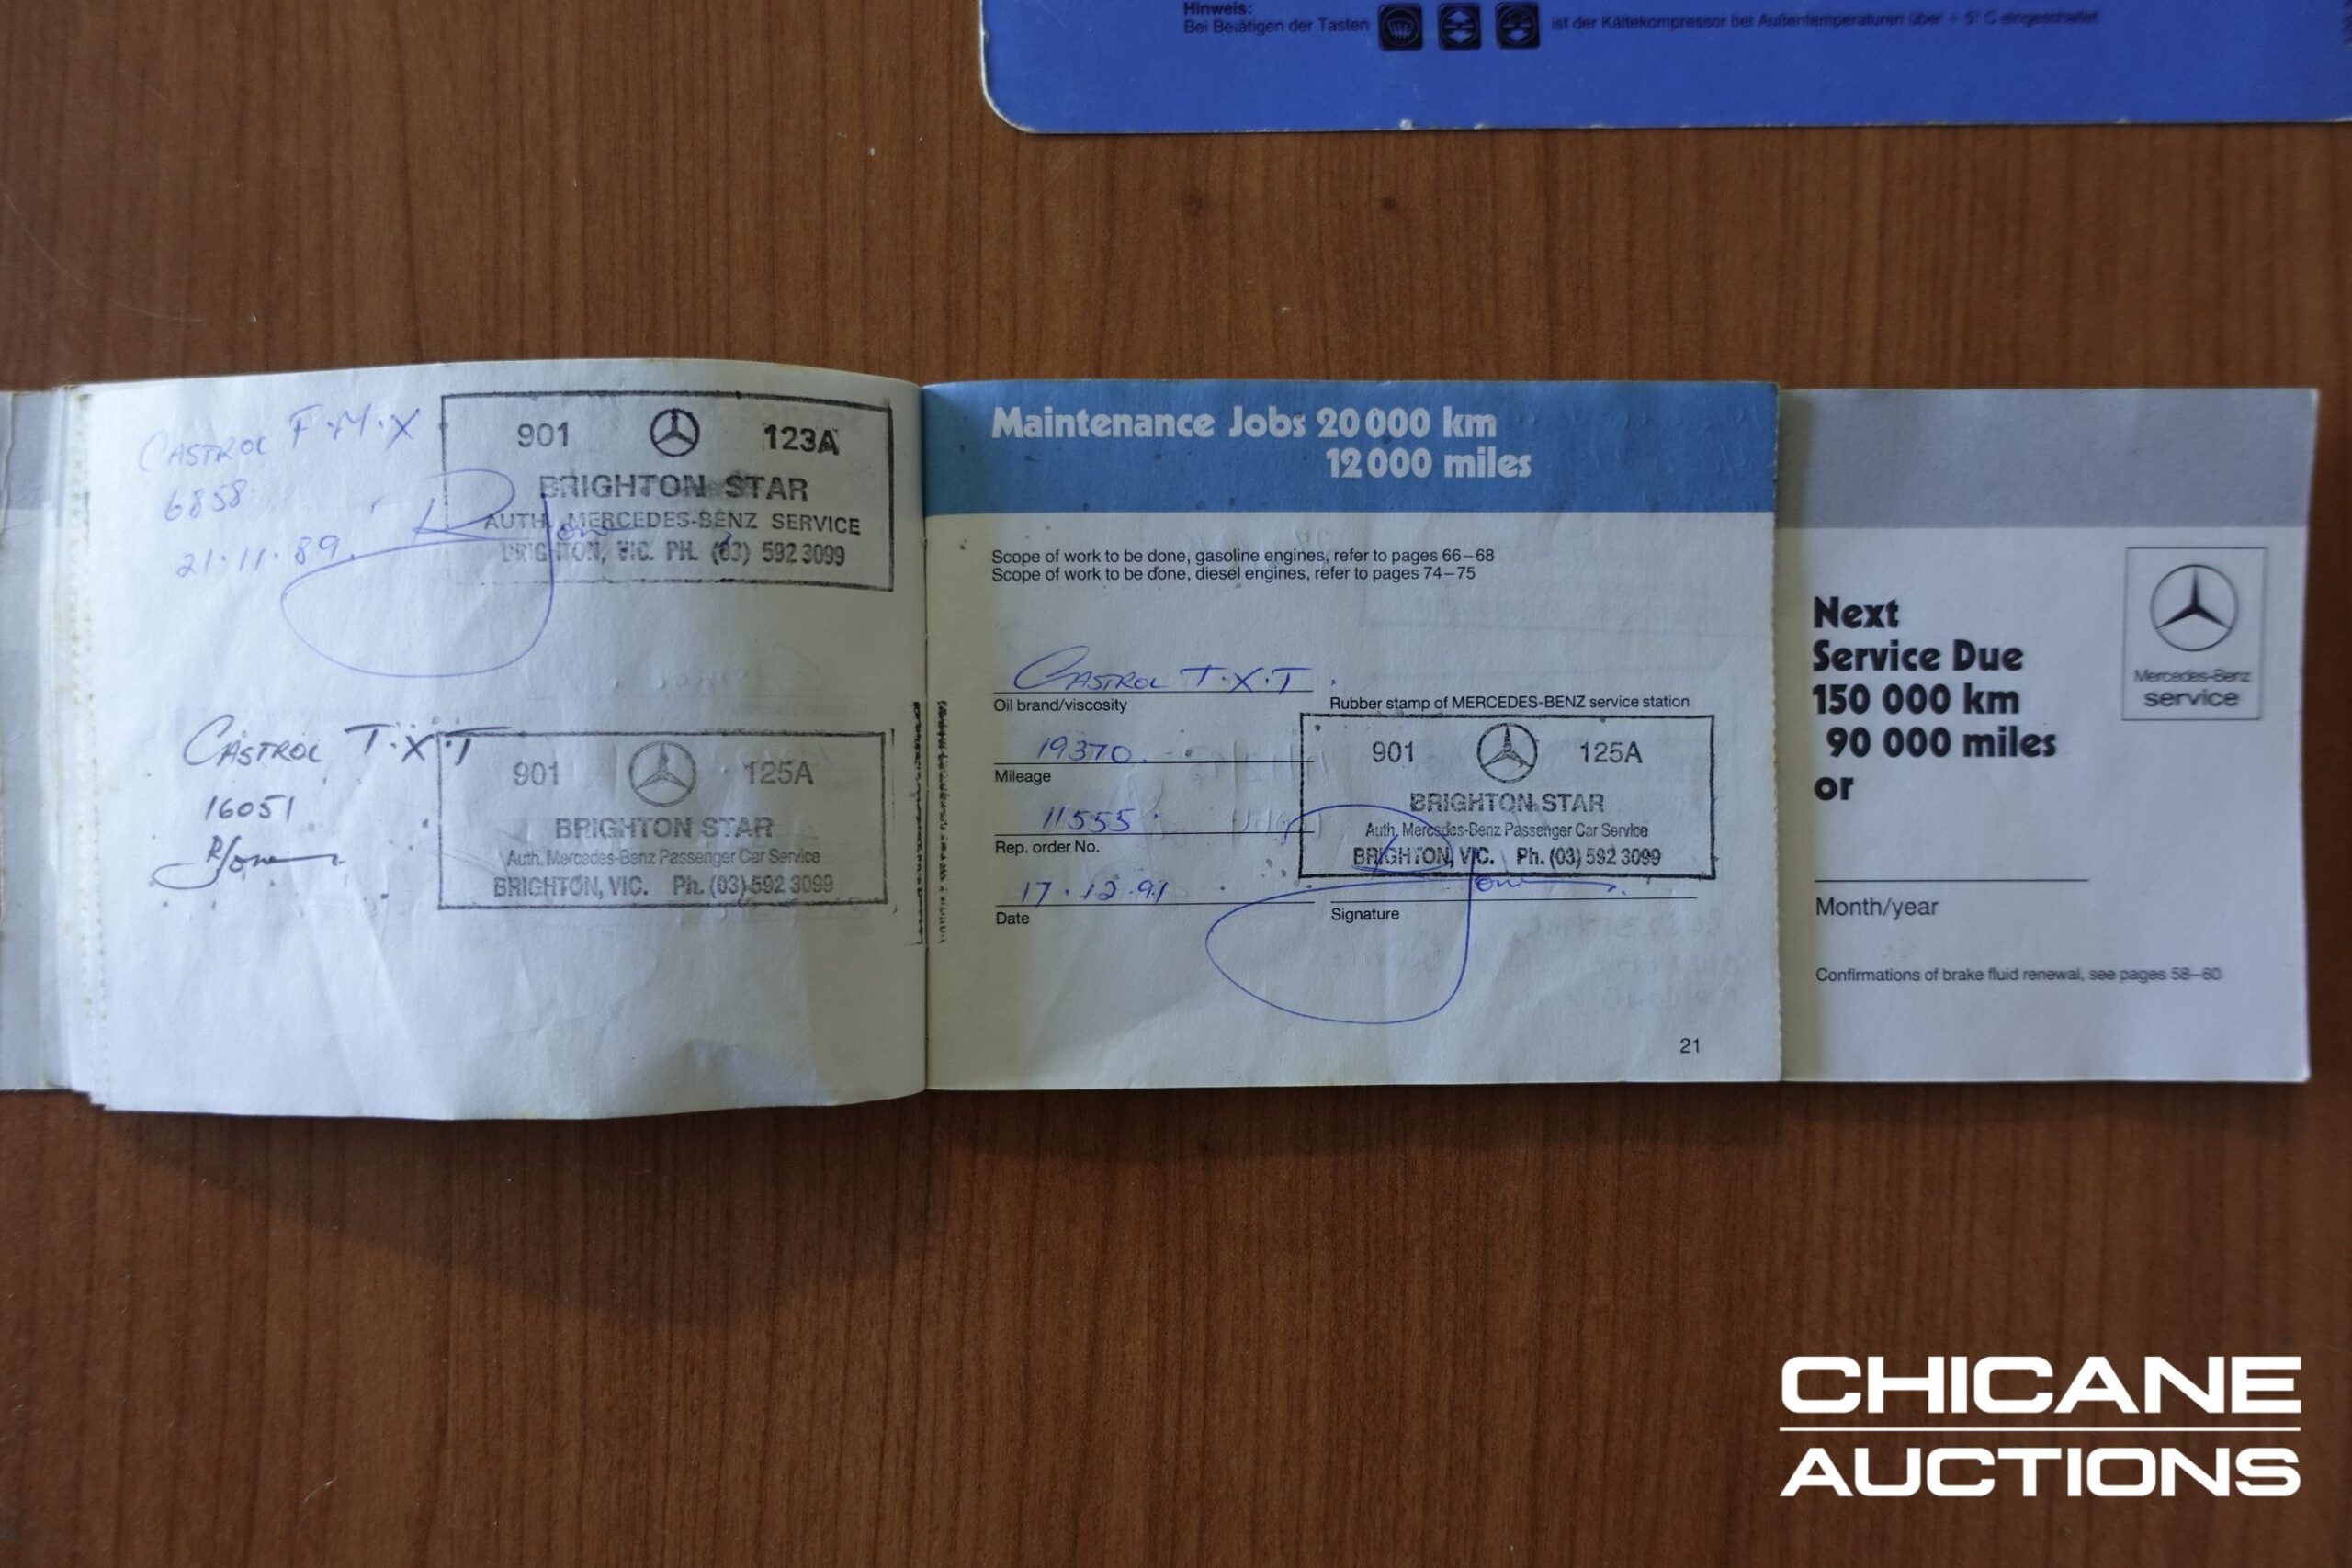 Hinweis:
Bei Betätigen der Tasten ist der Kältekompressor bei Außentemperaturen über + 5° C eingeschaltet.
CASTROL F.M.X
6858
21.11.89.
901 123A
BRIGHTON STAR
AUTH. MERCEDES-BENZ SERVICE
BRIGHTON, VIC. PH. (03) 592 3099
CASTROL T.X.T
16051
901 125A
BRIGHTON STAR
Auth. Mercedes-Benz Passenger Car Service
BRIGHTON, VIC. Ph. (03) 592 3099
Maintenance Jobs 20 000 km
12 000 miles
Scope of work to be done, gasoline engines, refer to pages 66–68
Scope of work to be done, diesel engines, refer to pages 74–75
CASTROL T.X.T.
Oil brand/viscosity
19370.
Mileage
11555.
Rep. order No.
17.12.91
Date
Rubber stamp of MERCEDES-BENZ service station
901 125A
BRIGHTON STAR
Auth. Mercedes-Benz Passenger Car Service
BRIGHTON, VIC. Ph. (03) 592 3099
Signature
21
Next
Service Due
150 000 km
90 000 miles
or
Month/year
Confirmations of brake fluid renewal, see pages 58–60
Mercedes-Benz
service
CHICANE
AUCTIONS